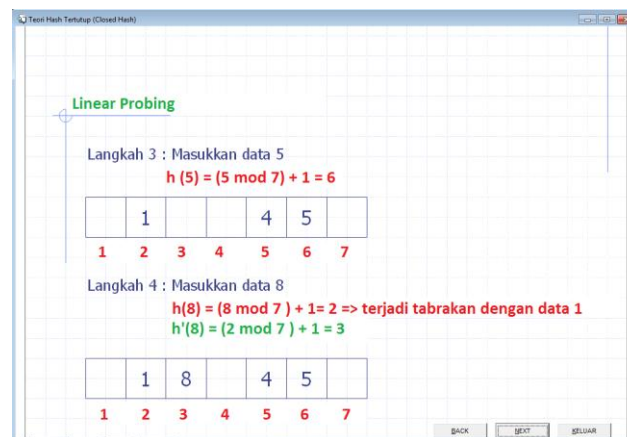 Teori Hash Tertutup (Closed Hash)
Linear Probing
Langkah 3 : Masukkan data 5
h (5) = (5 mod 7) + 1 = 6
1 4 5
1 2 3 4 5 6 7
Langkah 4 : Masukkan data 8
h(8) = (8 mod 7 ) + 1= 2 => terjadi tabrakan dengan data 1
h'(8) = (2 mod 7 ) + 1 = 3
1 8 4 5
1 2 3 4 5 6 7
BACK NEXT KELUAR